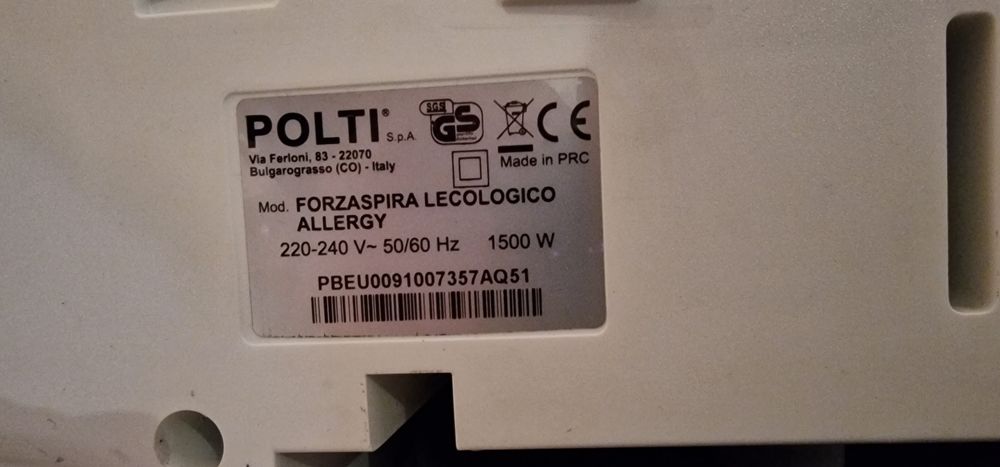 POLTI® S.p.A.
SGS
GS
CE
Via Ferloni, 83 - 22070
Bulgarograsso (CO) - Italy
Made in PRC
Mod. FORZASPIRA LECOLOGICO
ALLERGY
220-240 V~ 50/60 Hz 1500 W
PBEU0091007357AQ51